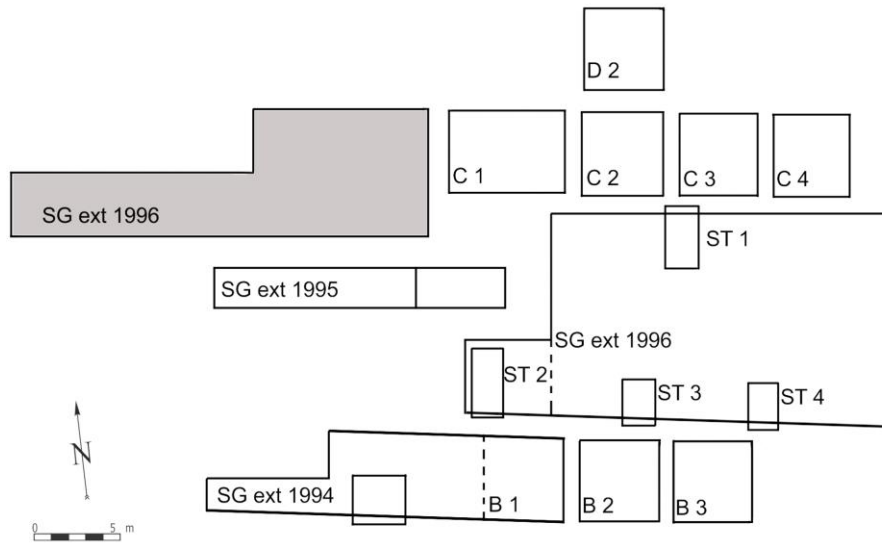 D 2
C 1
C 2
C 3
C 4
SG ext 1996
ST 1
SG ext 1995
SG ext 1996
ST 2
ST 3
ST 4
SG ext 1994
B 1
B 2
B 3
N
0 5 m